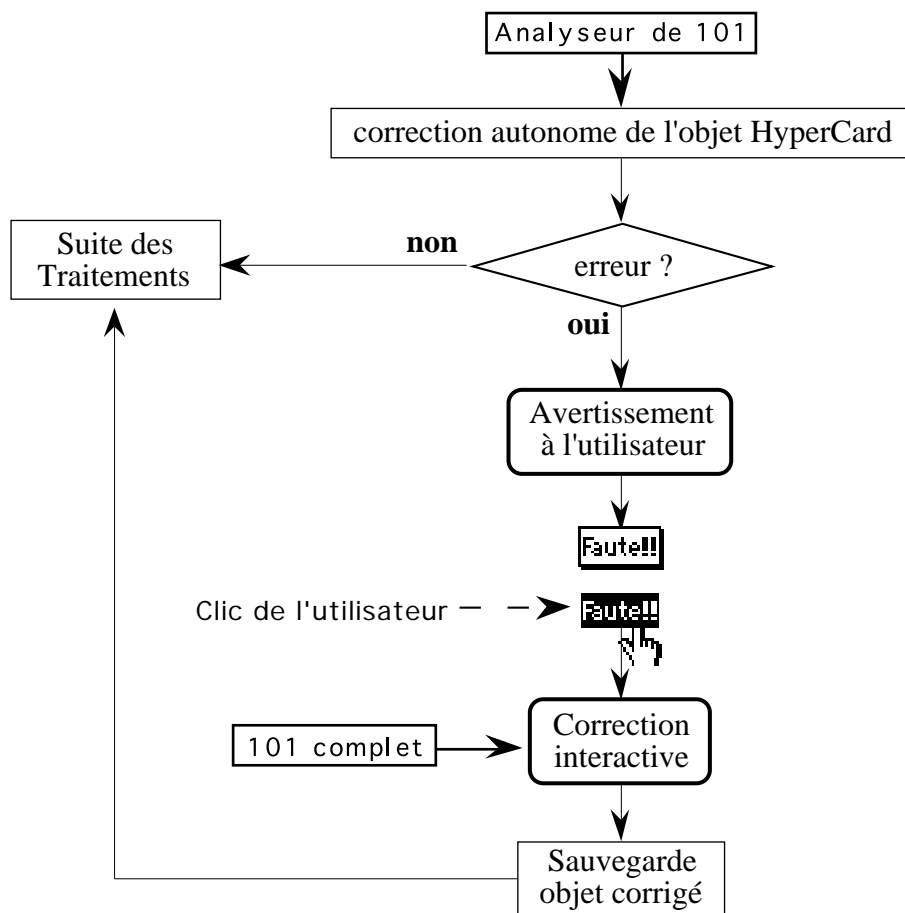 Analyseur de 101
correction autonome de l'objet HyperCard
Suite des
Traitements
non
erreur ?
oui
Avertissement
à l'utilisateur
Faute!!
Clic de l'utilisateur
Faute!!
101 complet
Correction
interactive
Sauvegarde
objet corrigé